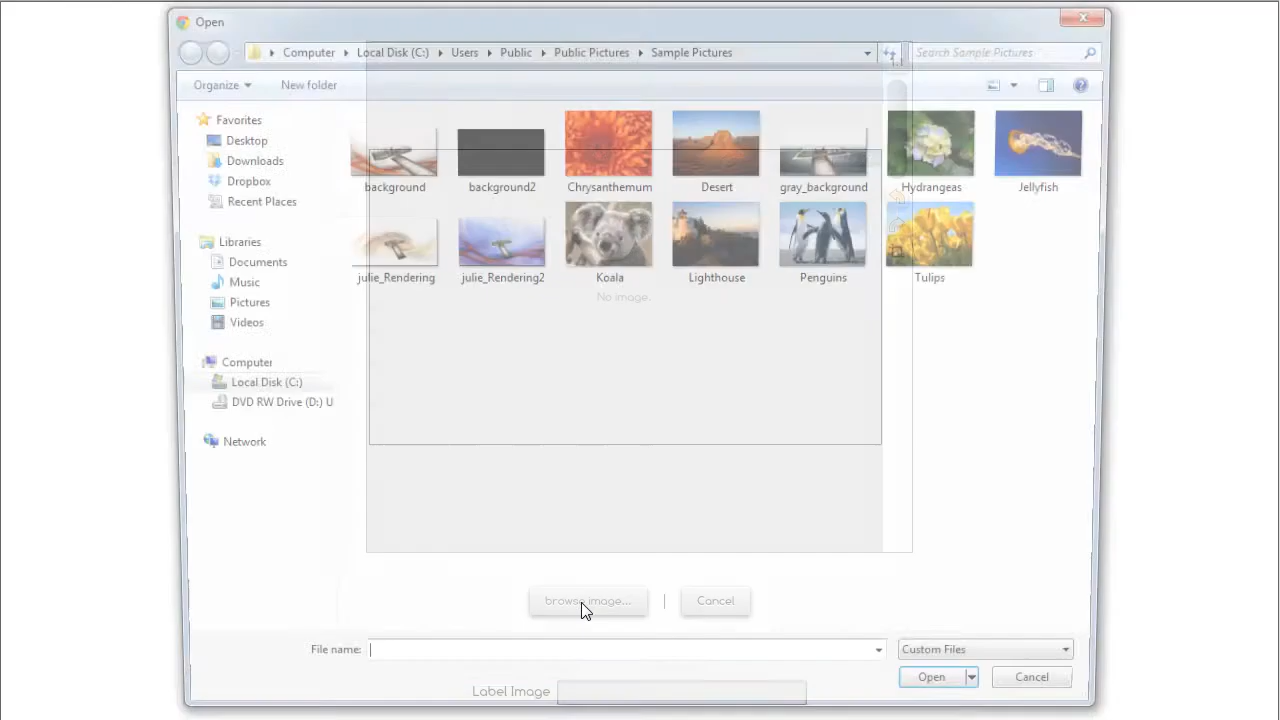 Open
Computer Local Disk (C:) Users Public Public Pictures Sample Pictures Search Sample Pictures
Organize New folder
Favorites
Desktop
Downloads
Dropbox
Recent Places
Libraries
Documents
Music
Pictures
Videos
Computer
Local Disk (C:)
DVD RW Drive (D:) U
Network
background background2 Chrysanthemum Desert gray_background Hydrangeas Jellyfish
julie_Rendering julie_Rendering2 Koala Lighthouse Penguins Tulips
No image.
browse image... | Cancel
File name: Custom Files
Open Cancel
Label Image